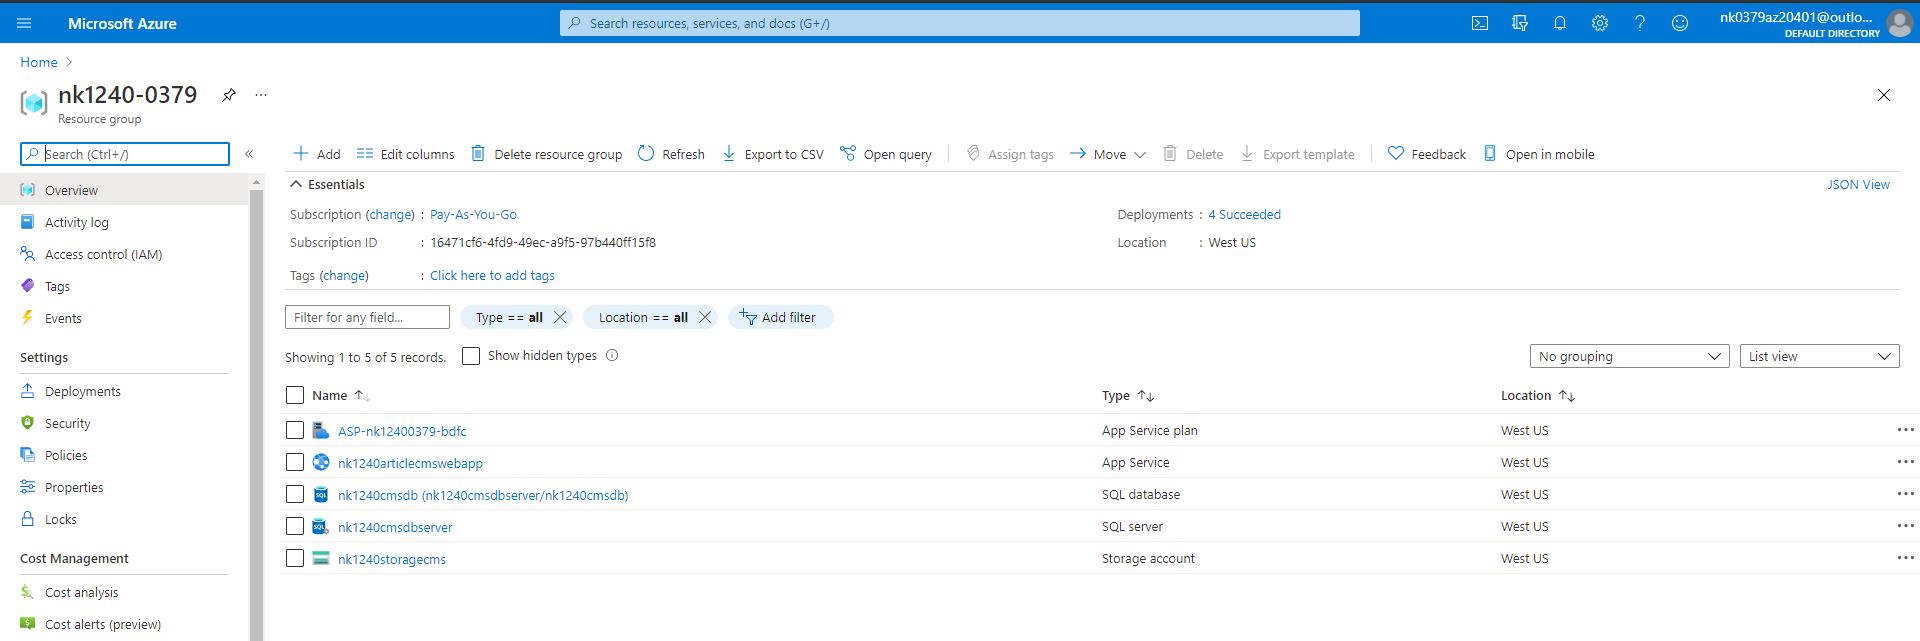 Microsoft Azure
Search resources, services, and docs (G+/)
nk0379az20401@outlo...
DEFAULT DIRECTORY
Home
nk1240-0379
Resource group
Search (Ctrl+/)
Add
Edit columns
Delete resource group
Refresh
Export to CSV
Open query
Assign tags
Move
Delete
Export template
Feedback
Open in mobile
Overview
Activity log
Access control (IAM)
Tags
Events
Settings
Deployments
Security
Policies
Properties
Locks
Cost Management
Cost analysis
Cost alerts (preview)
Essentials
JSON View
Subscription (change) : Pay-As-You-Go
Deployments : 4 Succeeded
Subscription ID : 16471cf6-4fd9-49ec-a9f5-97b440ff15f8
Location : West US
Tags (change) : Click here to add tags
Filter for any field...
Type == all
Location == all
Add filter
Showing 1 to 5 of 5 records.
Show hidden types
No grouping
List view
Name Type Location
ASP-nk12400379-bdfc App Service plan West US
nk1240articlecmswebapp App Service West US
nk1240cmsdb (nk1240cmsdbserver/nk1240cmsdb) SQL database West US
nk1240cmsdbserver SQL server West US
nk1240storagecms Storage account West US